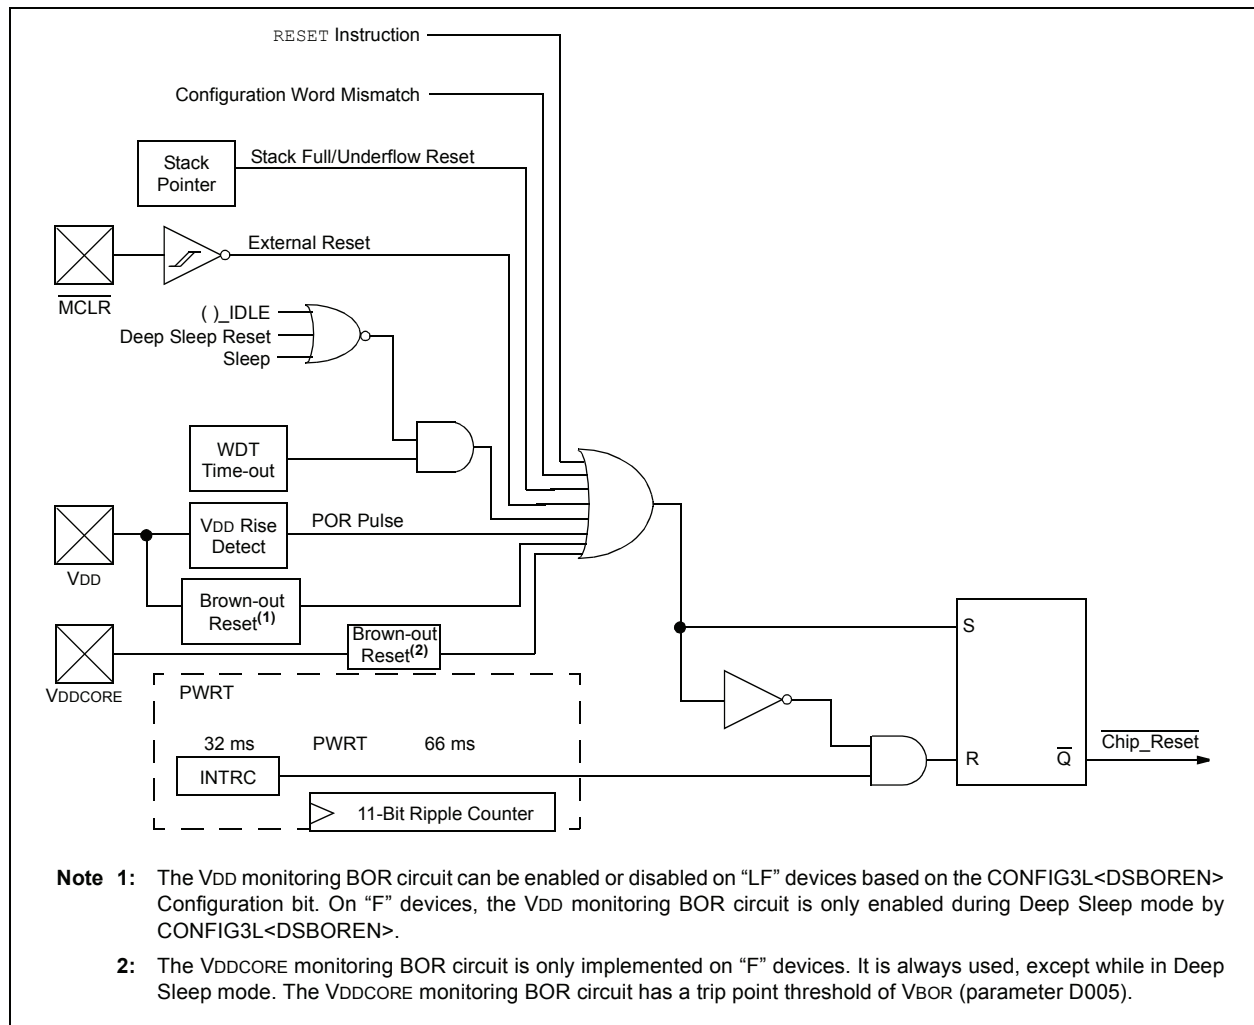 RESET Instruction
Configuration Word Mismatch
Stack
Pointer
Stack Full/Underflow Reset
External Reset
MCLR
( )_IDLE
Deep Sleep Reset
Sleep
WDT
Time-out
VDD Rise
Detect
POR Pulse
VDD
Brown-out
Reset(1)
Brown-out
Reset(2)
VDDCORE
PWRT
32 ms PWRT 66 ms
INTRC
11-Bit Ripple Counter
S
R
Q
Chip_Reset
Note 1: The VDD monitoring BOR circuit can be enabled or disabled on “LF” devices based on the CONFIG3L<DSBOREN>
Configuration bit. On “F” devices, the VDD monitoring BOR circuit is only enabled during Deep Sleep mode by
CONFIG3L<DSBOREN>.
2: The VDDCORE monitoring BOR circuit is only implemented on “F” devices. It is always used, except while in Deep
Sleep mode. The VDDCORE monitoring BOR circuit has a trip point threshold of VBOR (parameter D005).